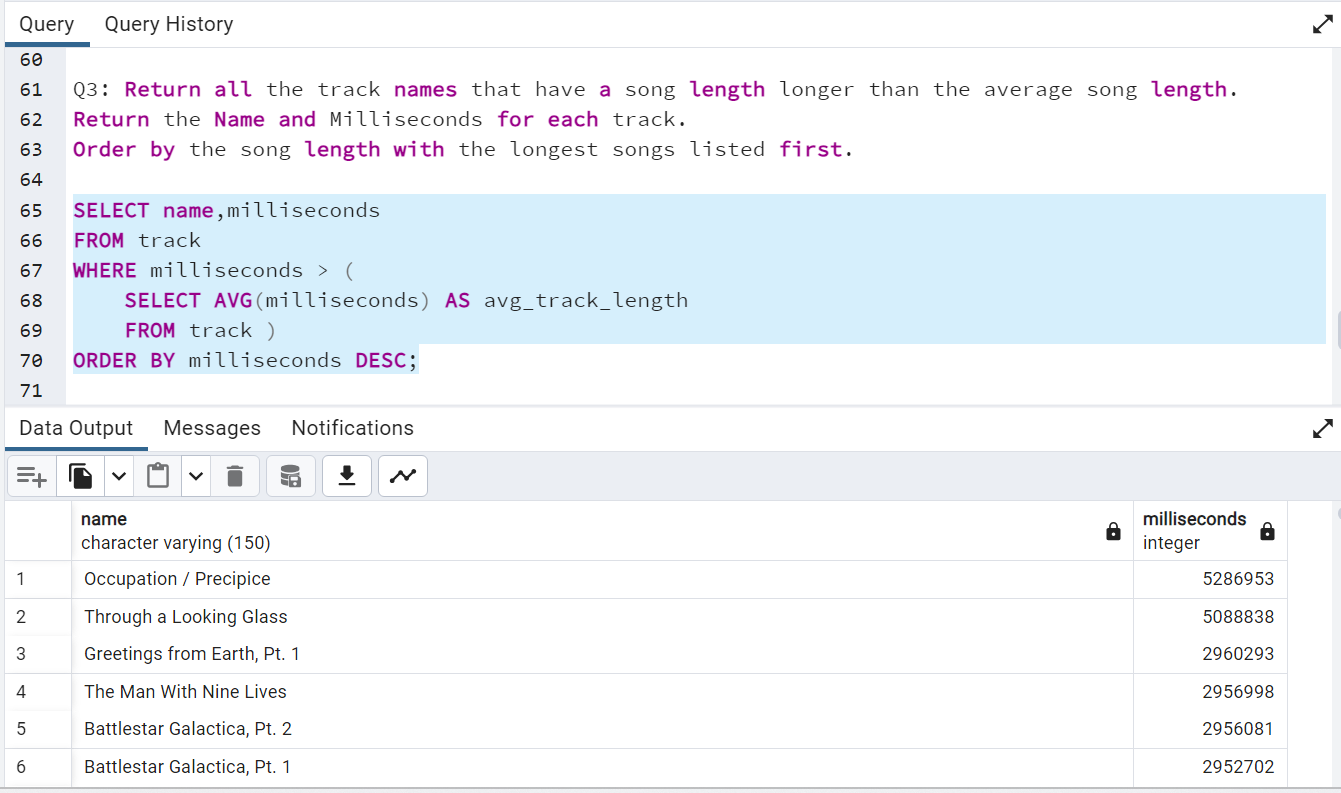 Query Query History
60
61 Q3: Return all the track names that have a song length longer than the average song length.
62 Return the Name and Milliseconds for each track.
63 Order by the song length with the longest songs listed first.
64
65 SELECT name,milliseconds
66 FROM track
67 WHERE milliseconds > (
68 SELECT AVG(milliseconds) AS avg_track_length
69 FROM track )
70 ORDER BY milliseconds DESC;
71
Data Output Messages Notifications
name milliseconds
character varying (150) integer
1 Occupation / Precipice 5286953
2 Through a Looking Glass 5088838
3 Greetings from Earth, Pt. 1 2960293
4 The Man With Nine Lives 2956998
5 Battlestar Galactica, Pt. 2 2956081
6 Battlestar Galactica, Pt. 1 2952702